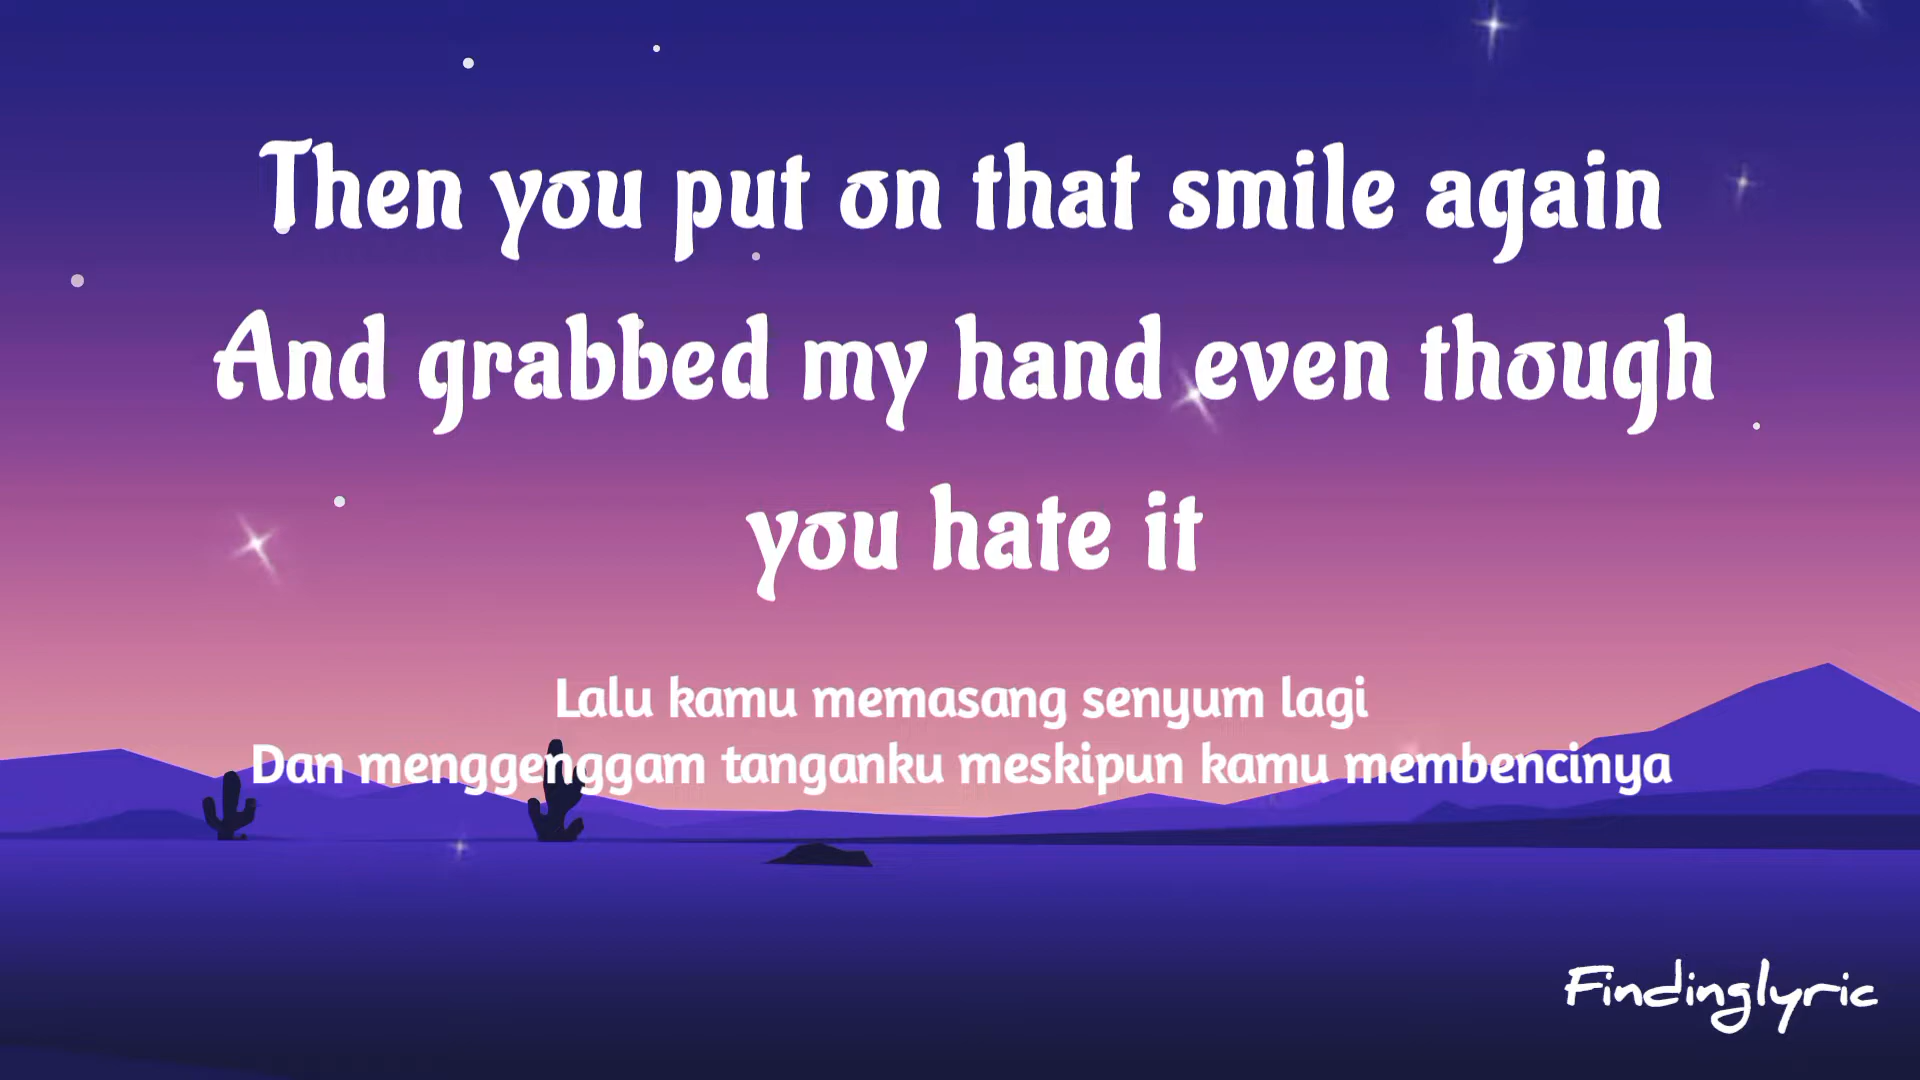 Then you put on that smile again
And grabbed my hand even though
you hate it
Lalu kamu memasang senyum lagi
Dan menggenggam tanganku meskipun kamu membencinya
Findinglyric